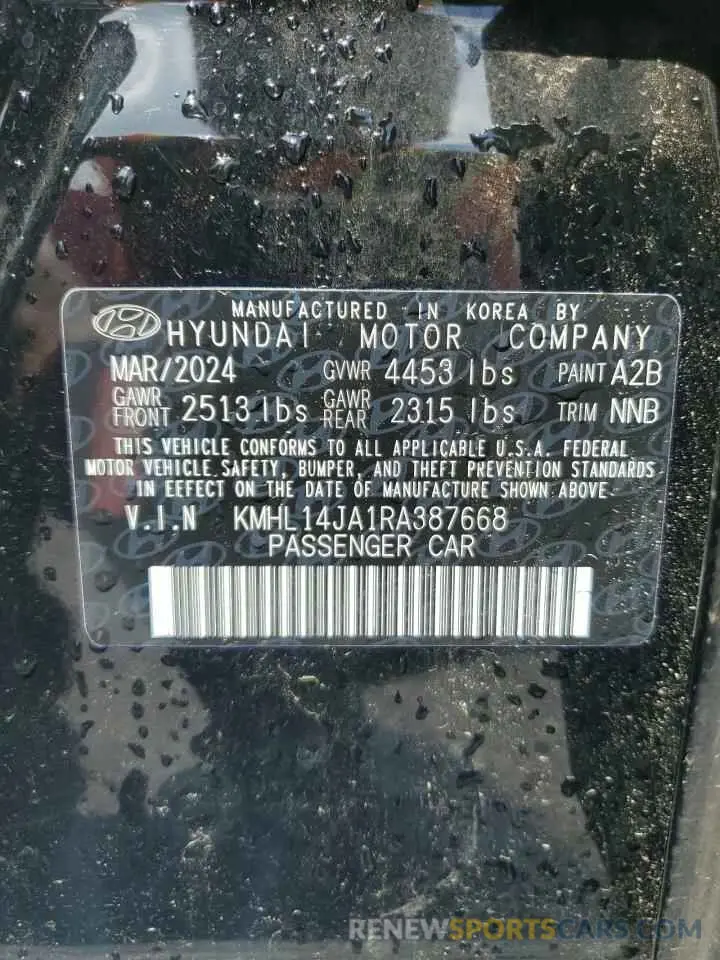 MANUFACTURED IN KOREA BY
HYUNDAI MOTOR COMPANY
MAR/2024 GVWR 4453 lbs PAINT A2B
GAWR FRONT 2513 lbs GAWR REAR 2315 lbs TRIM NNB
THIS VEHICLE CONFORMS TO ALL APPLICABLE U.S.A. FEDERAL
MOTOR VEHICLE SAFETY, BUMPER, AND THEFT PREVENTION STANDARDS
IN EFFECT ON THE DATE OF MANUFACTURE SHOWN ABOVE.
V.I.N KMHL14JA1RA387668
PASSENGER CAR
RENEWSPORTSCARS.COM